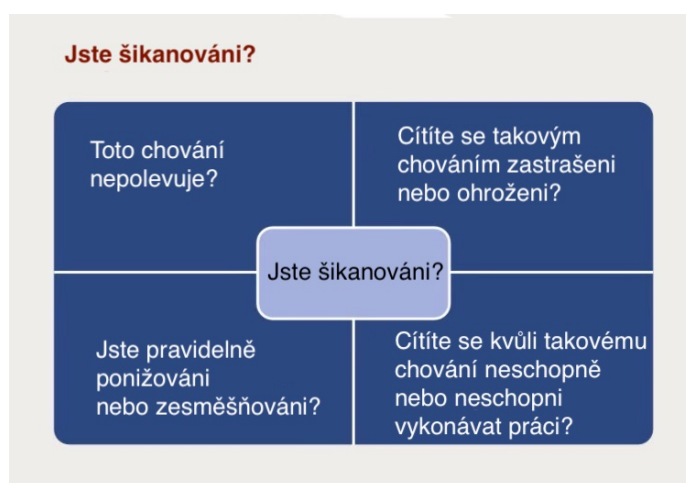 Jste šikanováni?
Toto chování
nepolevuje?
Cítíte se takovým
chováním zastrašeni
nebo ohroženi?
Jste šikanováni?
Jste pravidelně
ponižováni
nebo zesměšňováni?
Cítíte se kvůli takovému
chování neschopně
nebo neschopni
vykonávat práci?